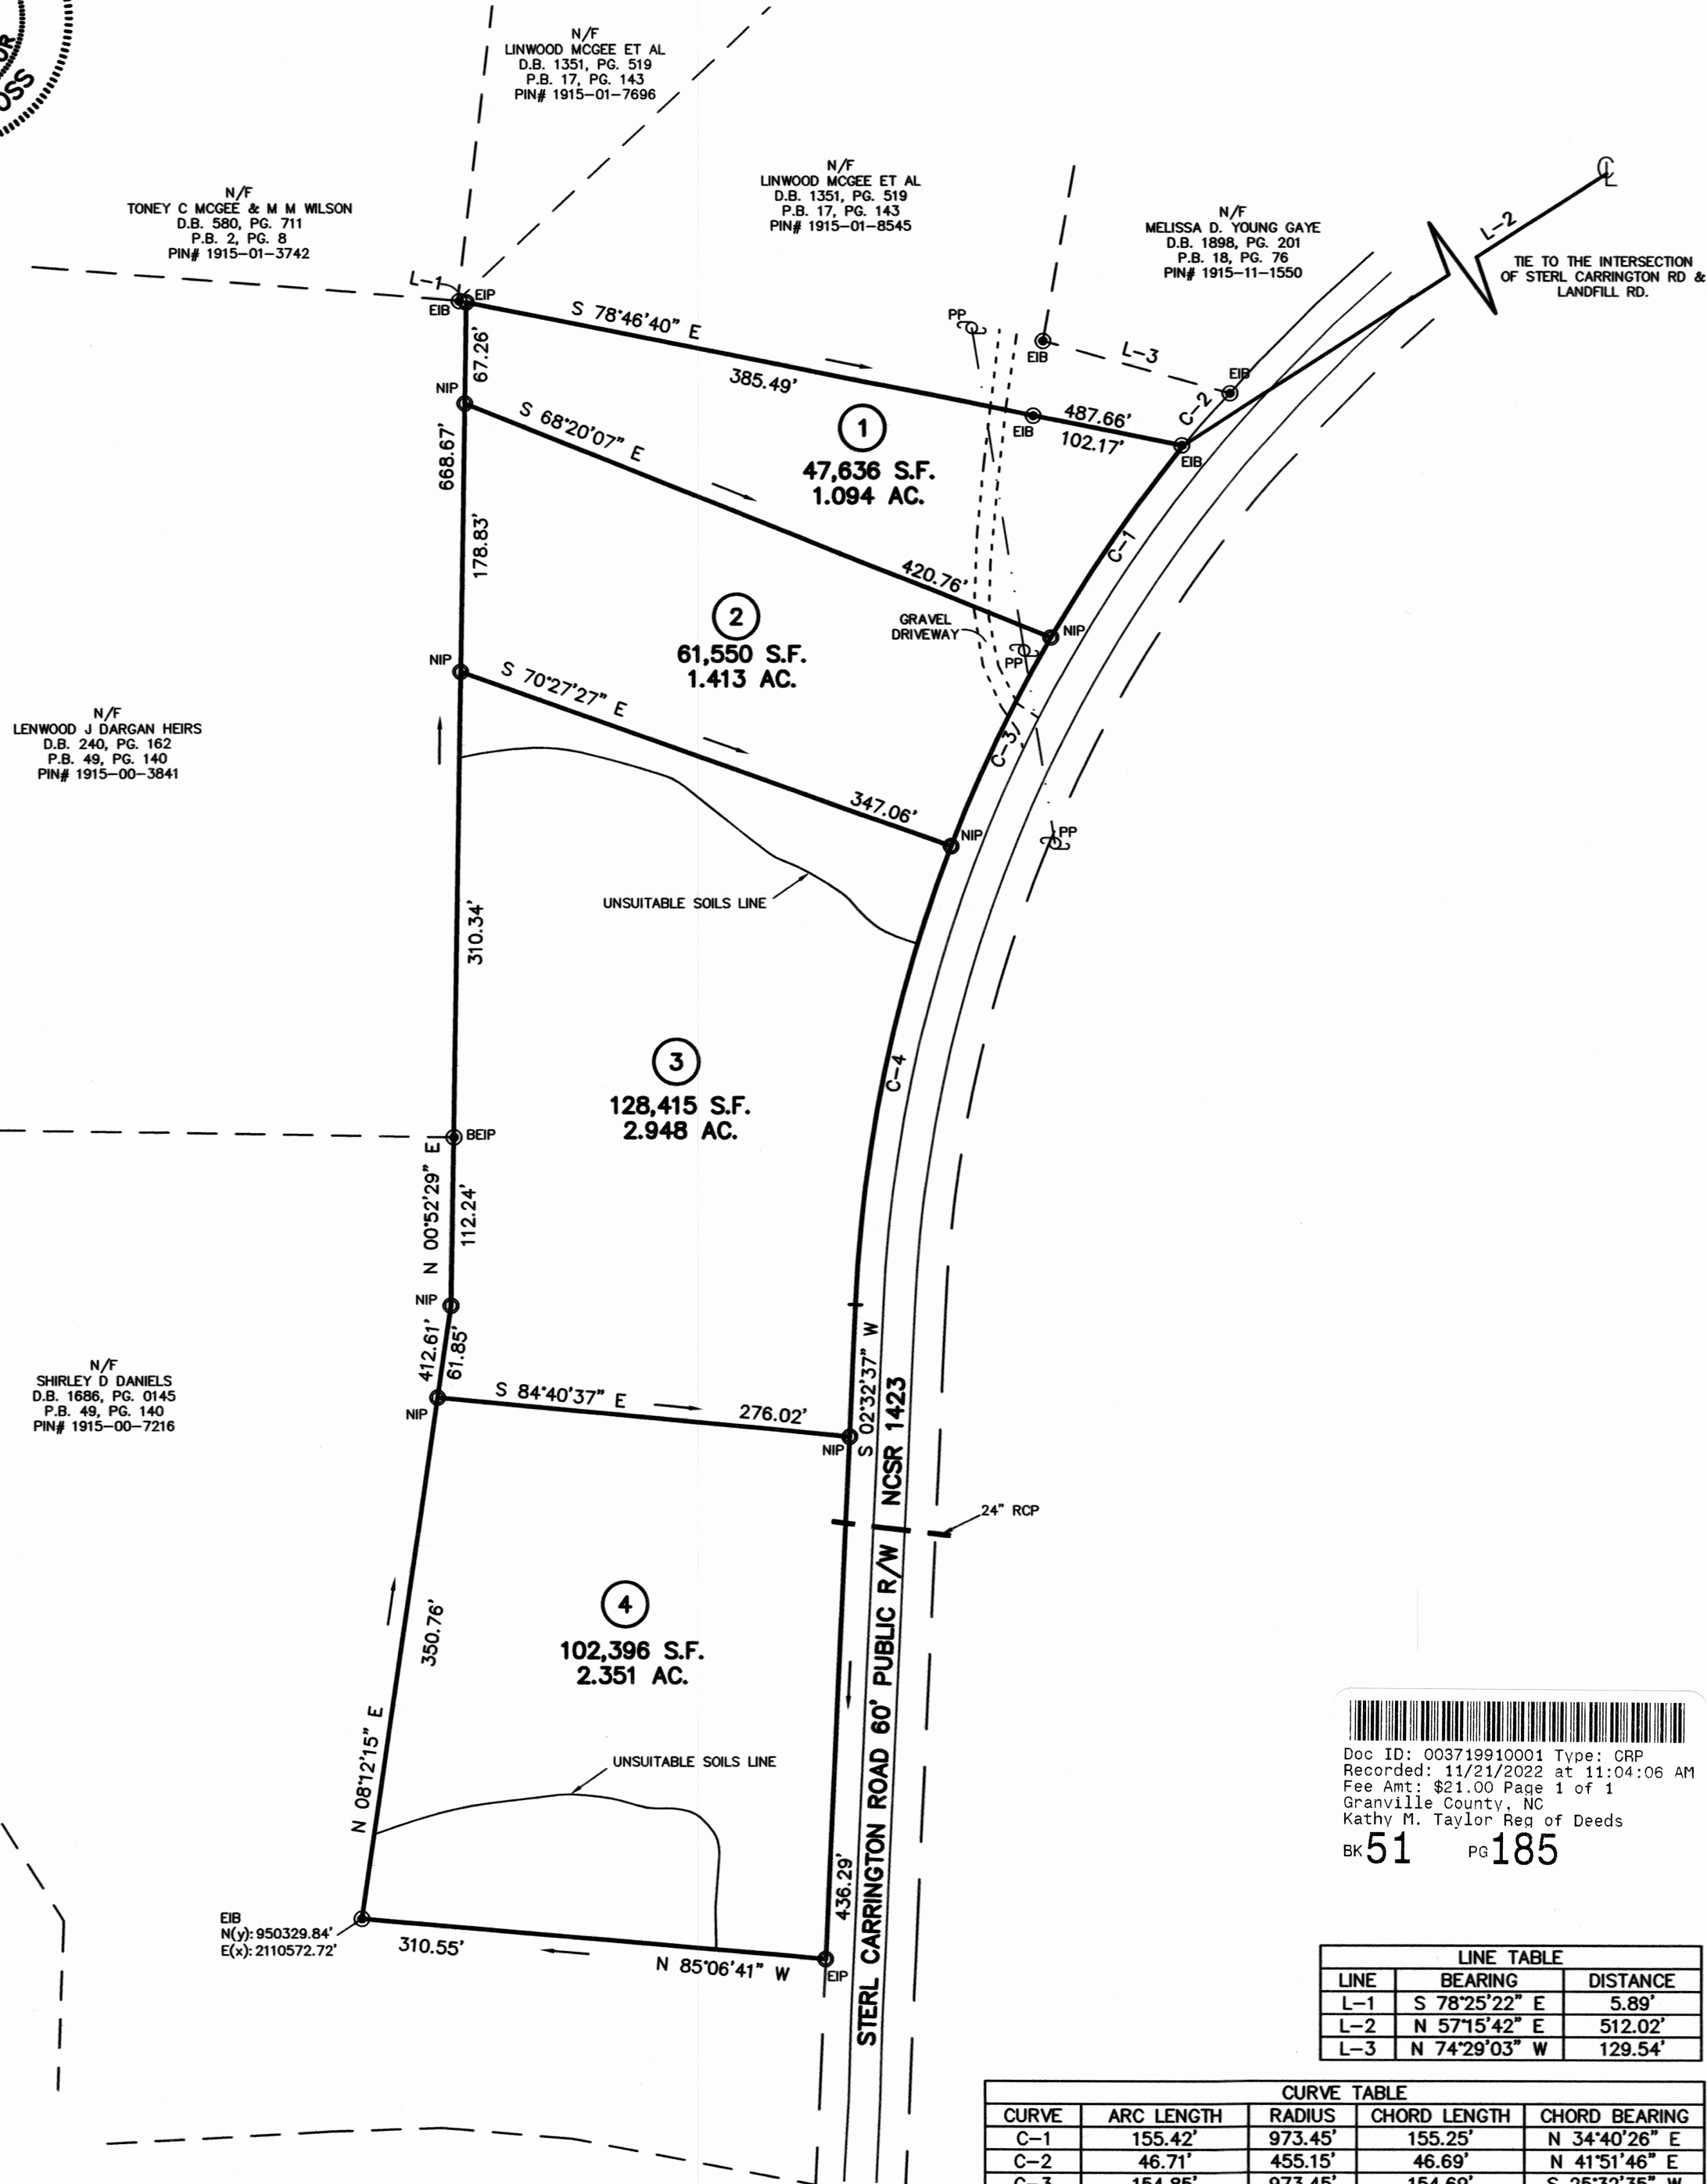 OR
OSS
N/F
LINWOOD MCGEE ET AL
D.B. 1351, PG. 519
P.B. 17, PG. 143
PIN# 1915-01-7696
N/F
TONEY C MCGEE & M M WILSON
D.B. 580, PG. 711
P.B. 2, PG. 8
PIN# 1915-01-3742
N/F
LINWOOD MCGEE ET AL
D.B. 1351, PG. 519
P.B. 17, PG. 143
PIN# 1915-01-8545
N/F
MELISSA D. YOUNG GAYE
D.B. 1898, PG. 201
P.B. 18, PG. 76
PIN# 1915-11-1550
CL
L-2
TIE TO THE INTERSECTION
OF STERL CARRINGTON RD &
LANDFILL RD.
L-1
EIP
EIB
S 78°46'40" E
385.49'
PP
EIB
L-3
EIB
C-2
487.66'
102.17'
EIB
EIB
67.26'
NIP
668.67'
S 68°20'07" E
420.76'
1
47,636 S.F.
1.094 AC.
C-1
178.83'
2
61,550 S.F.
1.413 AC.
GRAVEL
DRIVEWAY
NIP
PP
NIP
S 70°27'27" E
347.06'
C-3
NIP
PP
N/F
LENWOOD J DARGAN HEIRS
D.B. 240, PG. 162
P.B. 49, PG. 140
PIN# 1915-00-3841
UNSUITABLE SOILS LINE
310.34'
3
128,415 S.F.
2.948 AC.
C-4
BEIP
N 00°52'29" E
112.24'
NIP
412.61'
61.85'
N/F
SHIRLEY D DANIELS
D.B. 1686, PG. 0145
P.B. 49, PG. 140
PIN# 1915-00-7216
NIP
S 84°40'37" E
276.02'
NIP
S 02°32'37" W
24" RCP
4
102,396 S.F.
2.351 AC.
350.76'
N 08°12'15" E
UNSUITABLE SOILS LINE
436.29'
STERL CARRINGTON ROAD 60' PUBLIC R/W NCSR 1423
EIB
N(y): 950329.84'
E(x): 2110572.72'
310.55'
N 85°06'41" W
EIP
Doc ID: 003719910001 Type: CRP
Recorded: 11/21/2022 at 11:04:06 AM
Fee Amt: $21.00 Page 1 of 1
Granville County, NC
Kathy M. Taylor Reg of Deeds
BK 51 PG 185
LINE TABLE
LINE BEARING DISTANCE
L-1 S 78°25'22" E 5.89'
L-2 N 57°15'42" E 512.02'
L-3 N 74°29'03" W 129.54'
CURVE TABLE
CURVE ARC LENGTH RADIUS CHORD LENGTH CHORD BEARING
C-1 155.42' 973.45' 155.25' N 34°40'26" E
C-2 46.71' 455.15' 46.69' N 41°51'46" E
C-3 154.85' 973.45' 154.69' S 25°32'35" W